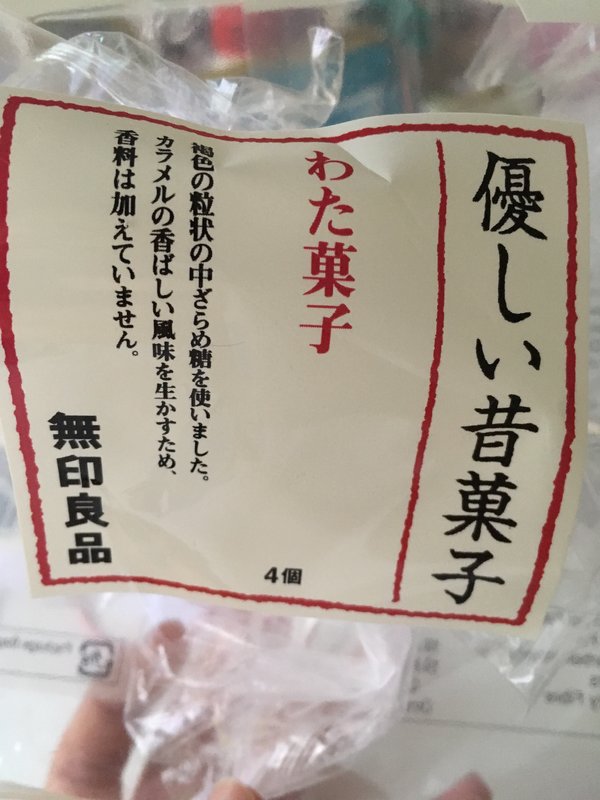 優しい昔菓子
わた菓子
褐色の粒状の中ざらめ糖を使いました。
カラメルの香ばしい風味を生かすため、
香料は加えていません。
無印良品
4個